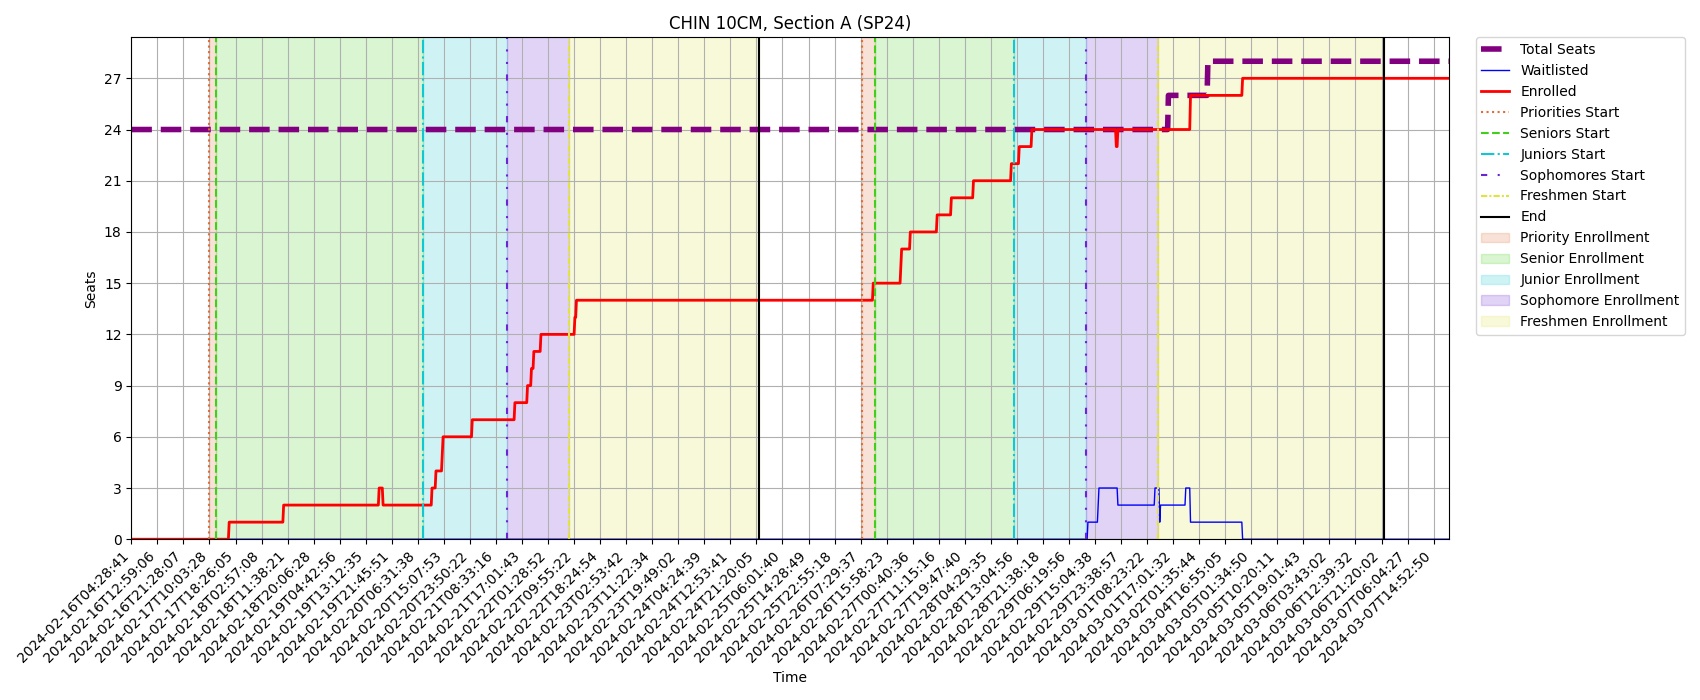 CHIN 10CM, Section A (SP24)
Seats
27
24
21
18
15
12
9
6
3
0
2024-02-16T04:28:41
2024-02-16T12:59:06
2024-02-16T21:28:07
2024-02-17T10:03:28
2024-02-17T18:26:05
2024-02-18T02:57:08
2024-02-18T11:38:21
2024-02-18T20:06:28
2024-02-19T04:42:56
2024-02-19T13:12:35
2024-02-19T21:45:51
2024-02-20T06:31:38
2024-02-20T15:07:53
2024-02-20T23:50:22
2024-02-21T08:33:16
2024-02-21T17:01:43
2024-02-22T01:28:52
2024-02-22T09:55:22
2024-02-22T18:24:54
2024-02-23T02:53:42
2024-02-23T11:22:34
2024-02-23T19:49:02
2024-02-24T04:24:39
2024-02-24T12:53:41
2024-02-24T21:20:05
2024-02-25T06:01:40
2024-02-25T14:28:49
2024-02-25T22:55:18
2024-02-26T07:29:37
2024-02-26T15:58:23
2024-02-27T00:40:36
2024-02-27T11:15:16
2024-02-27T19:47:40
2024-02-28T04:29:35
2024-02-28T13:04:56
2024-02-28T21:38:18
2024-02-29T06:19:56
2024-02-29T15:04:38
2024-02-29T23:38:57
2024-03-01T08:23:22
2024-03-01T17:01:32
2024-03-02T01:35:44
2024-03-04T16:55:05
2024-03-05T01:34:50
2024-03-05T10:20:11
2024-03-05T19:01:43
2024-03-06T03:43:02
2024-03-06T12:39:32
2024-03-06T21:20:02
2024-03-07T06:04:27
2024-03-07T14:52:50
Time
Total Seats
Waitlisted
Enrolled
Priorities Start
Seniors Start
Juniors Start
Sophomores Start
Freshmen Start
End
Priority Enrollment
Senior Enrollment
Junior Enrollment
Sophomore Enrollment
Freshmen Enrollment